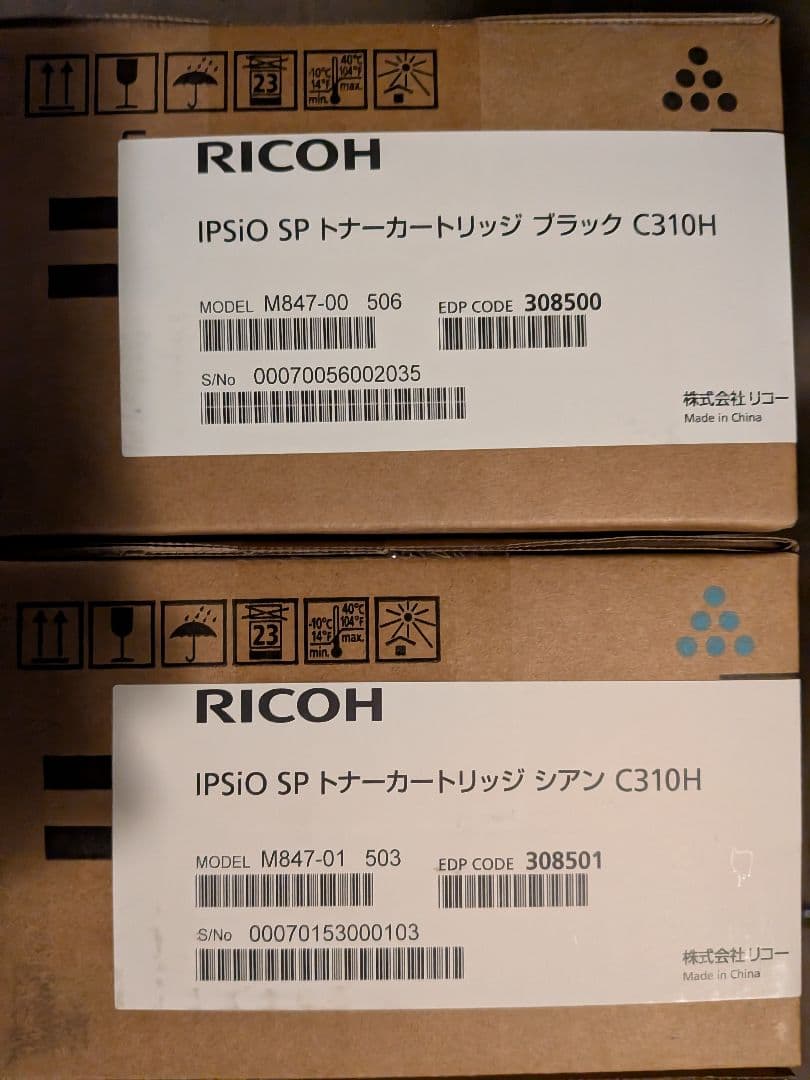 23
-10℃ 40℃
14°F 104°F
min. max.
RICOH
IPSiO SP トナーカートリッジ ブラック C310H
MODEL M847-00 506 EDP CODE 308500
S/No 00070056002035
株式会社リコー
Made in China
23
-10℃ 40℃
14°F 104°F
min. max.
RICOH
IPSiO SP トナーカートリッジ シアン C310H
MODEL M847-01 503 EDP CODE 308501
S/No 00070153000103
株式会社リコー
Made in China